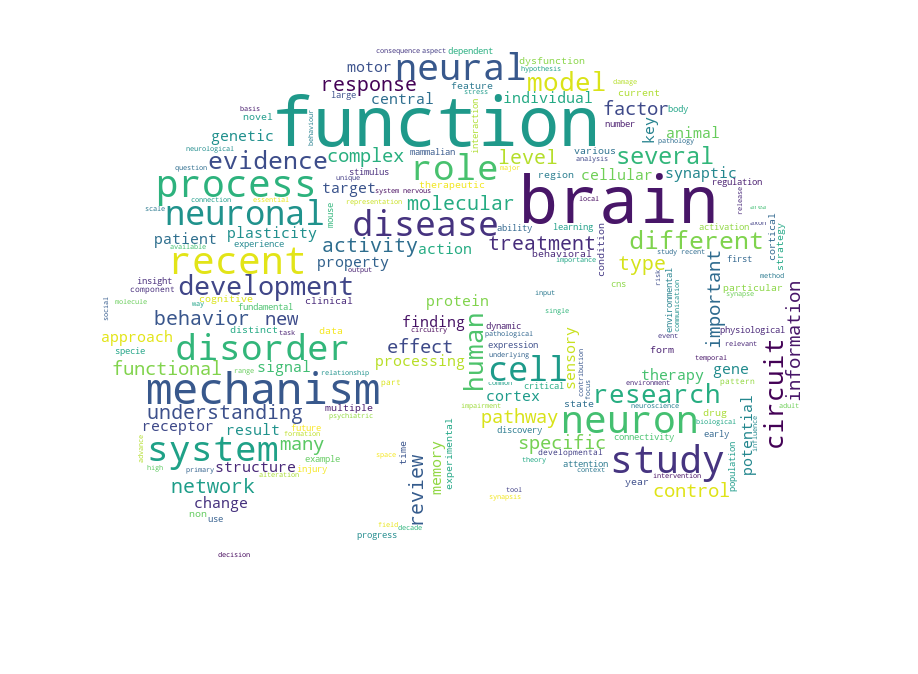 consequence aspect dependent
neural
motor
dysfunction
hypothesis
response
feature
stress
model
damage
current
large
central
individual
function
basis
novel
behaviour
interaction
factor
body
number
key
animal
genetic
neurological
complex
evidence
role
level
various
analysis
several
pathology
question
mammalian
stimulus
major
region
cellular
synaptic
process
unique
target
system nervous
therapeutic
brain
local
regulation
release
connection
essential
representation
molecular
scale
neuronal
mouse
disease
ability
learning
activation
area
axon
cortical
strategy
plasticity
patient
experience
available
activity
action
treatment
behavioral
importance
condition
different
study recent
first
method
recent
property
output
type
risk
insight
component
development
clinical
cns
environmental
communication
important
particular
synapse
information
social
molecule
way
cognitive
fundamental
protein
input
single
behavior new
distinct
task
data
finding
circuitry
dynamic
pathological
event
physiological
approach
specie
disorder
effect
human
expression
underlying
sensory
contribution
focus
form
relevant
temporal
circuit
functional
signal
range
relationship
processing
cell
common
critical
therapy
gene
environment
pattern
mechanism
part
cortex
state
research
drug
adult
understanding
multiple
psychiatric
impairment
neuroscience
biological
receptor
result
future
formation
pathway
discovery
neuron
early
potential
influence
advance
system
many
time
memory
experimental
specific
connectivity
developmental
theory
high
primary
structure
example
injury
space
attention
context
study
population
intervention
network
alteration
review
tool
synaptic
year
control
change
non
use
field
decade
progress
decision